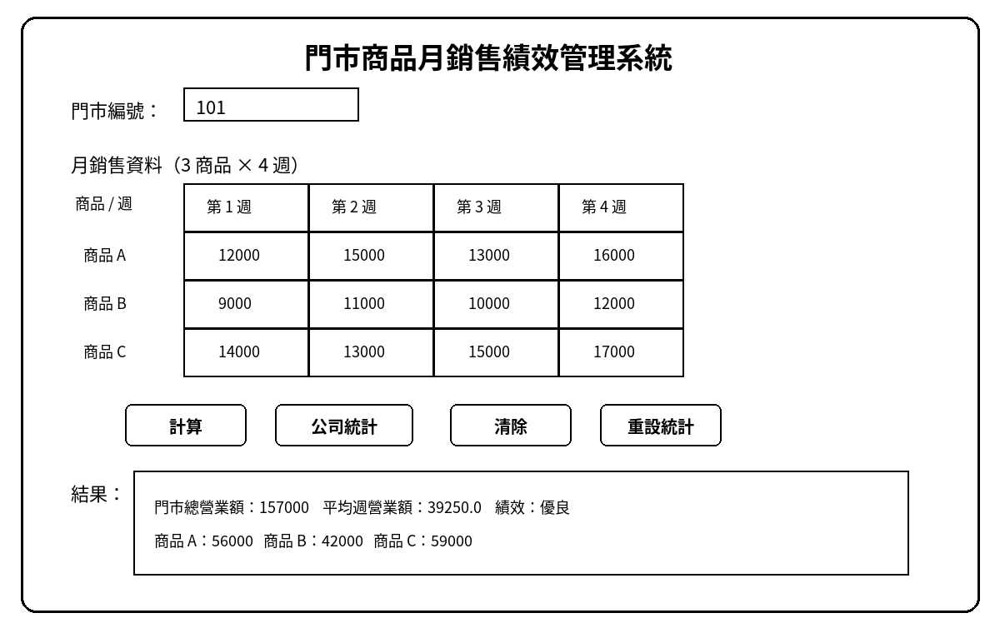 門市商品月銷售績效管理系統
門市編號： 101
月銷售資料（3 商品 × 4 週）
商品 / 週 第 1 週 第 2 週 第 3 週 第 4 週
商品 A 12000 15000 13000 16000
商品 B 9000 11000 10000 12000
商品 C 14000 13000 15000 17000
計算 公司統計 清除 重設統計
結果：
門市總營業額：157000 平均週營業額：39250.0 績效：優良
商品 A：56000 商品 B：42000 商品 C：59000